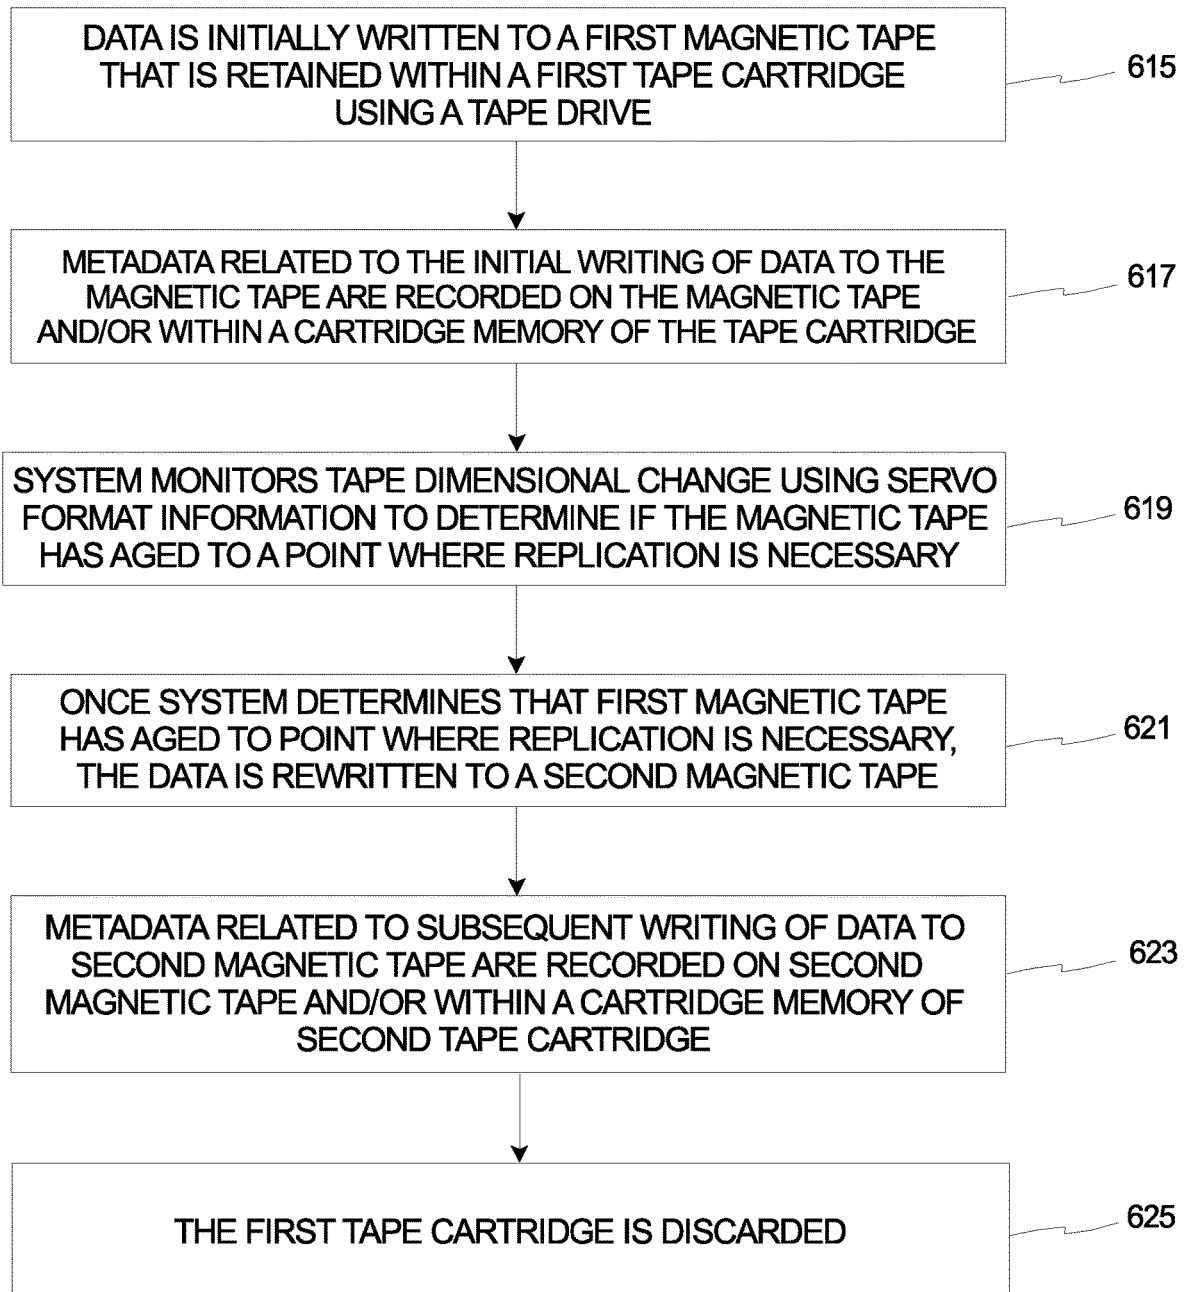 DATA IS INITIALLY WRITTEN TO A FIRST MAGNETIC TAPE
THAT IS RETAINED WITHIN A FIRST TAPE CARTRIDGE
USING A TAPE DRIVE
615
METADATA RELATED TO THE INITIAL WRITING OF DATA TO THE
MAGNETIC TAPE ARE RECORDED ON THE MAGNETIC TAPE
AND/OR WITHIN A CARTRIDGE MEMORY OF THE TAPE CARTRIDGE
617
SYSTEM MONITORS TAPE DIMENSIONAL CHANGE USING SERVO
FORMAT INFORMATION TO DETERMINE IF THE MAGNETIC TAPE
HAS AGED TO A POINT WHERE REPLICATION IS NECESSARY
619
ONCE SYSTEM DETERMINES THAT FIRST MAGNETIC TAPE
HAS AGED TO POINT WHERE REPLICATION IS NECESSARY,
THE DATA IS REWRITTEN TO A SECOND MAGNETIC TAPE
621
METADATA RELATED TO SUBSEQUENT WRITING OF DATA TO
SECOND MAGNETIC TAPE ARE RECORDED ON SECOND
MAGNETIC TAPE AND/OR WITHIN A CARTRIDGE MEMORY OF
SECOND TAPE CARTRIDGE
623
THE FIRST TAPE CARTRIDGE IS DISCARDED
625